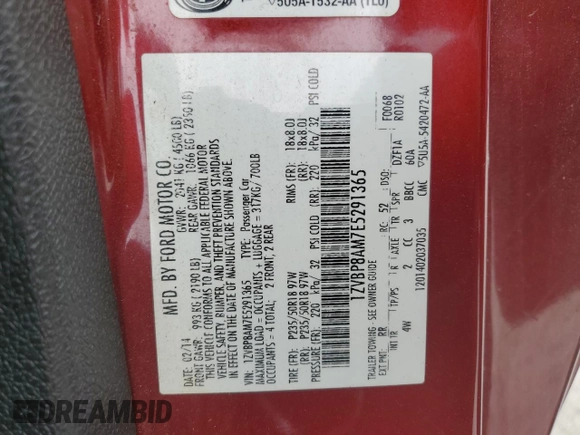 V5U5A-1532-AA (TLU)
MFD. BY FORD MOTOR CO.
02/14 GVWR: 2041 KG (4500 LB)
FRONT GAWR: 993 KG (2190 LB) REAR GAWR: 1066 KG (2350 LB)
THIS VEHICLE CONFORMS TO ALL APPLICABLE FEDERAL MOTOR
VEHICLE SAFETY, BUMPER, AND THEFT PREVENTION STANDARDS
IN EFFECT ON THE DATE OF MANUFACTURE SHOWN ABOVE.
VIN: 1ZVBP8AM7E5291365 TYPE: Passenger Car
MAXIMUM LOAD = OCCUPANTS + LUGGAGE = 317KG/ 700LB
OCCUPANTS = 4 TOTAL: 2 FRONT, 2 REAR
TIRE (FR): P235/50R18 97W RIMS (FR): 18x8.0J
(RR): P235/50R18 97W (RR): 18x8.0J
PRESSURE (FR): 220 kPa/ 32 PSI COLD (RR) 220 kPa/ 32 PSI COLD
1ZVBP8AM7E5291365
TRAILER TOWING - SEE OWNER GUIDE
F0068
R0102
EXT PNT: RR RC: 52 DSO:
INT TR TP/PS R AXLE TR SPR DZF1A
4W 2 CC 3 BBCC 60A
1201402037035 CMC V5U5A-5420472-AA
DREAMBID